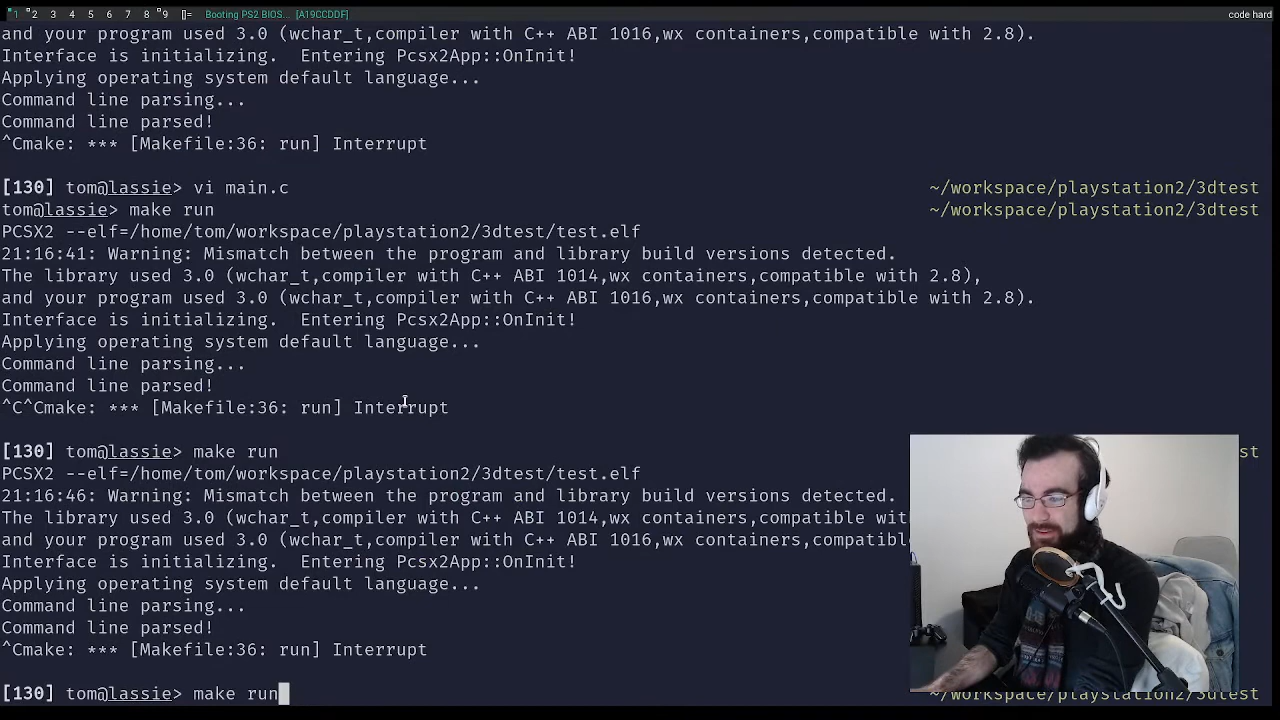 1 2 3 4 5 6 7 8 9 []= Booting PS2 BIOS... [A19CCDDF] code hard
and your program used 3.0 (wchar_t,compiler with C++ ABI 1016,wx containers,compatible with 2.8).
Interface is initializing.  Entering Pcsx2App::OnInit!
Applying operating system default language...
Command line parsing...
Command line parsed!
^Cmake: *** [Makefile:36: run] Interrupt
[130] tom@lassie> vi main.c ~/workspace/playstation2/3dtest
tom@lassie> make run ~/workspace/playstation2/3dtest
PCSX2 --elf=/home/tom/workspace/playstation2/3dtest/test.elf
21:16:41: Warning: Mismatch between the program and library build versions detected.
The library used 3.0 (wchar_t,compiler with C++ ABI 1014,wx containers,compatible with 2.8),
and your program used 3.0 (wchar_t,compiler with C++ ABI 1016,wx containers,compatible with 2.8).
Interface is initializing.  Entering Pcsx2App::OnInit!
Applying operating system default language...
Command line parsing...
Command line parsed!
^C^Cmake: *** [Makefile:36: run] Interrupt
[130] tom@lassie> make run st
PCSX2 --elf=/home/tom/workspace/playstation2/3dtest/test.elf
21:16:46: Warning: Mismatch between the program and library build versions detected.
The library used 3.0 (wchar_t,compiler with C++ ABI 1014,wx containers,compatible wit
and your program used 3.0 (wchar_t,compiler with C++ ABI 1016,wx containers,compatibl
Interface is initializing.  Entering Pcsx2App::OnInit!
Applying operating system default language...
Command line parsing...
Command line parsed!
^Cmake: *** [Makefile:36: run] Interrupt
[130] tom@lassie> make run ~/workspace/playstation2/3dtest